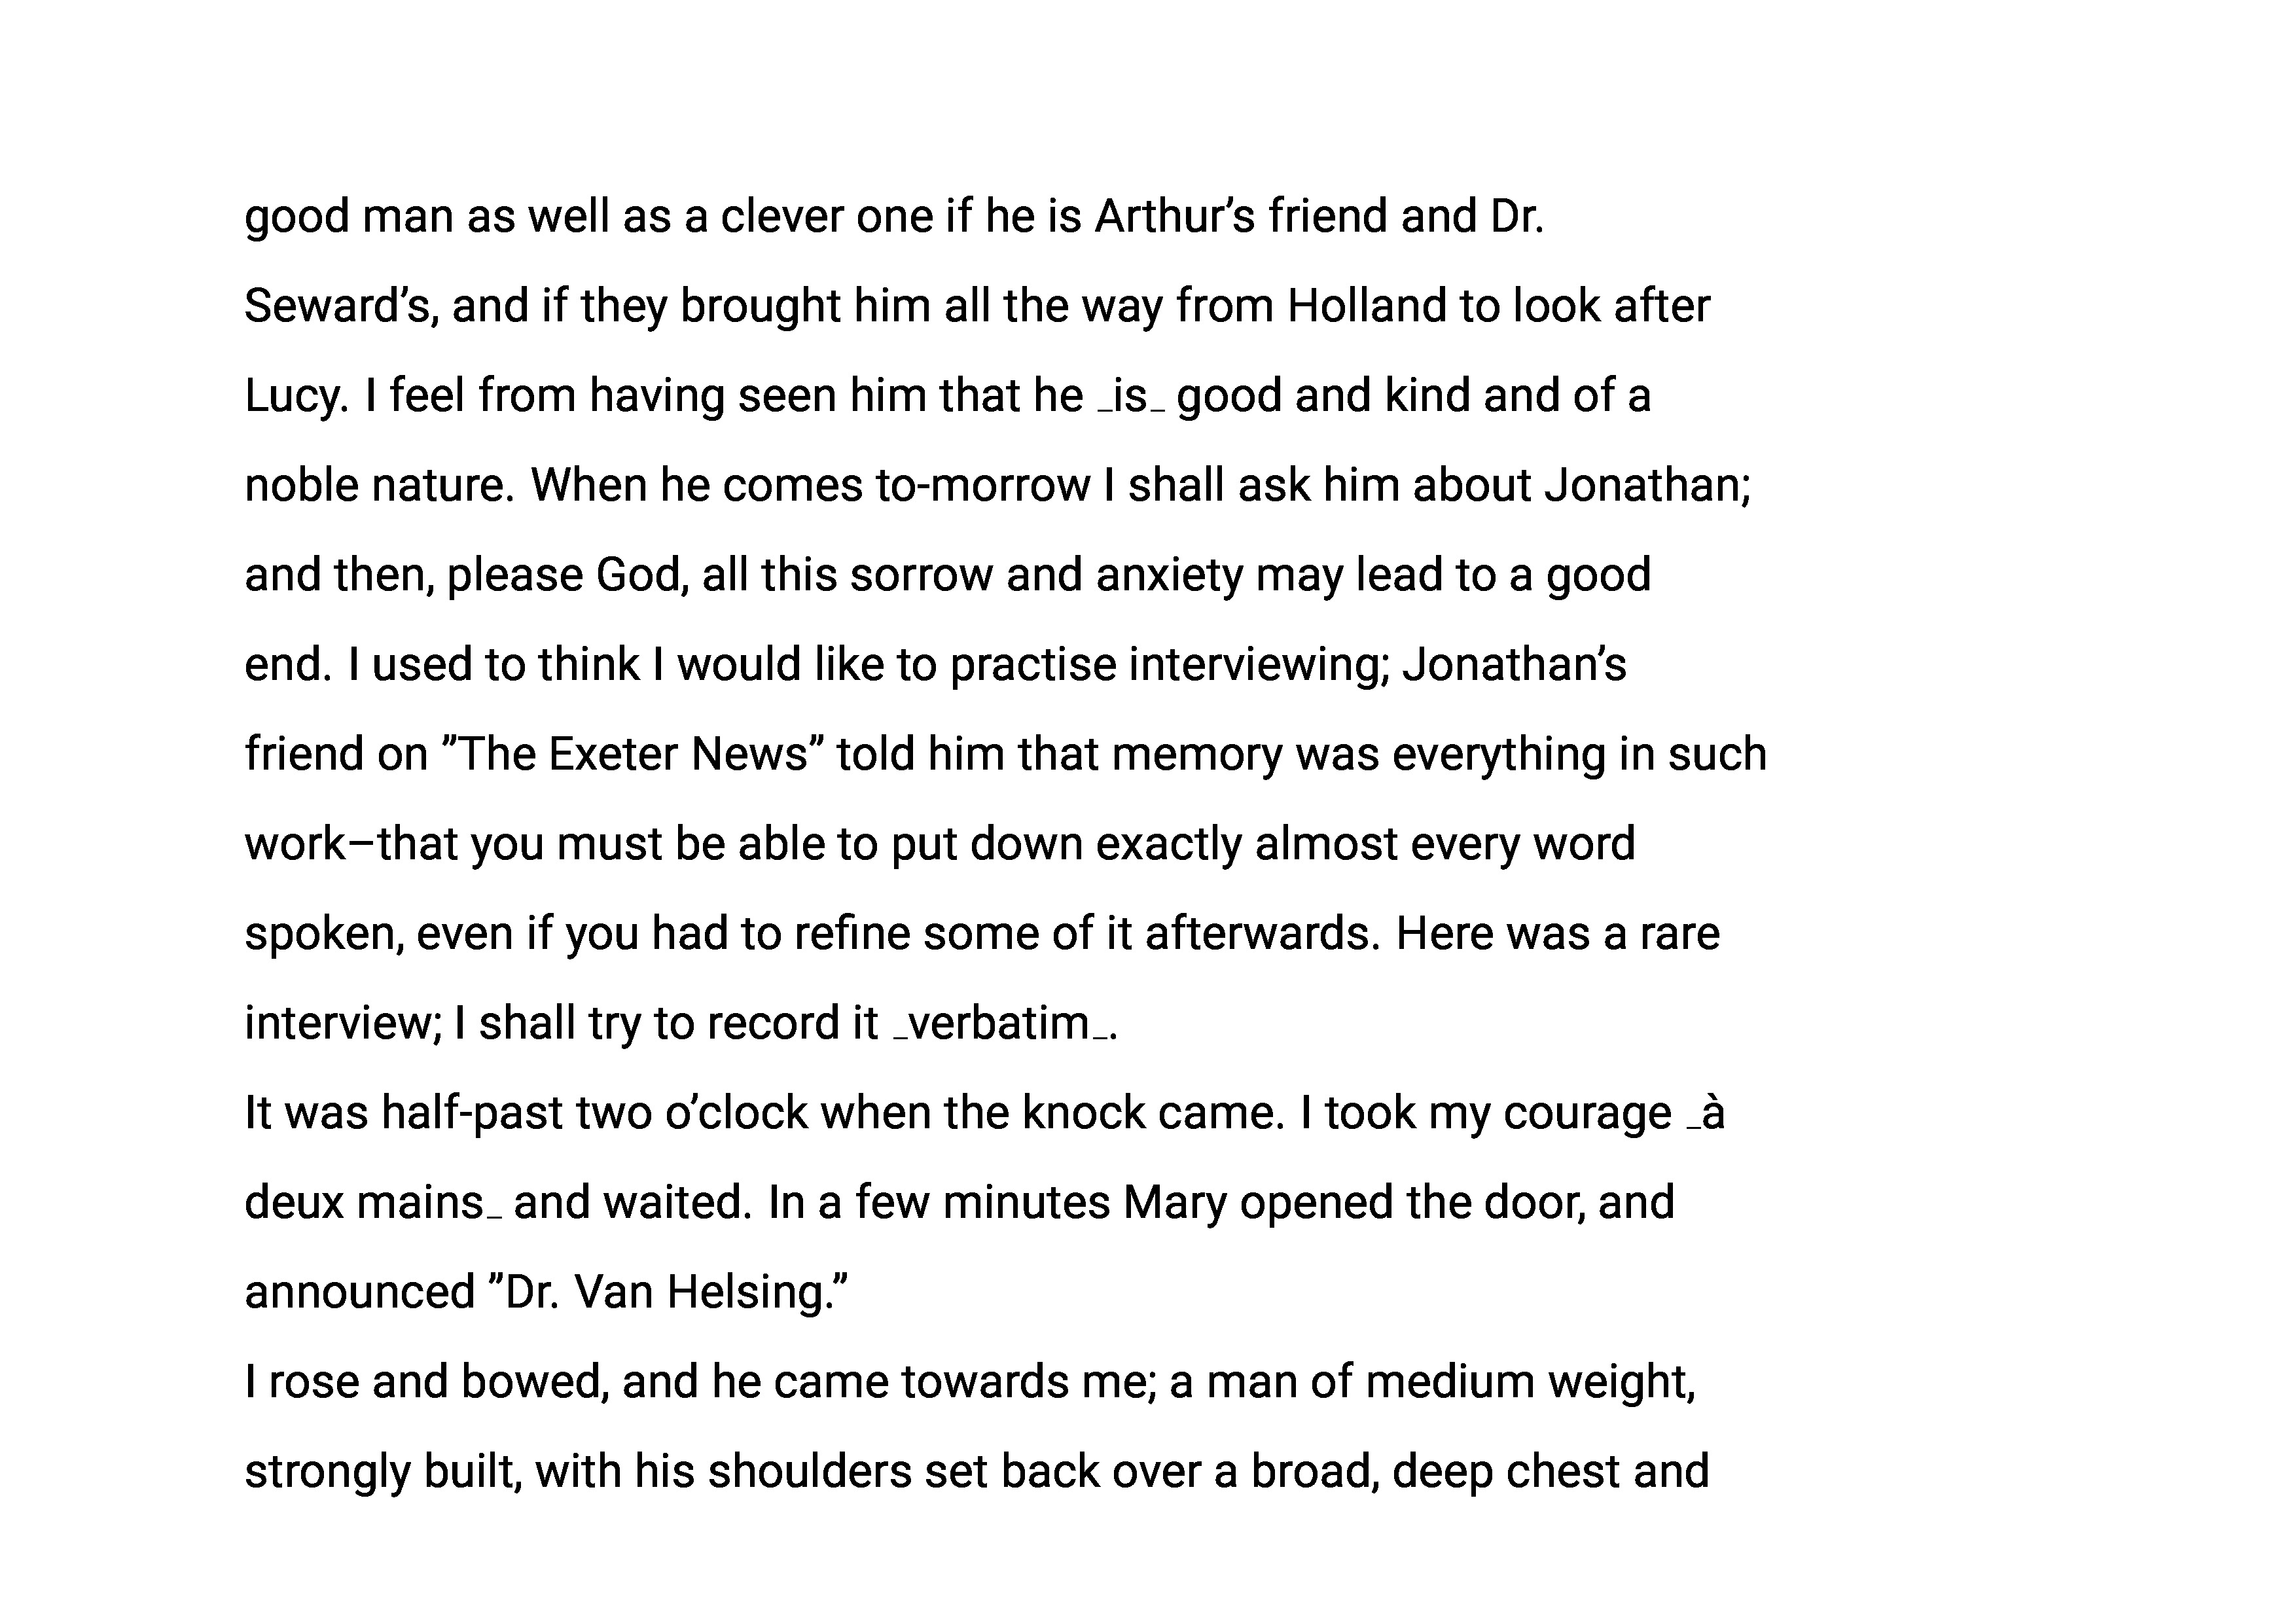 good man as well as a clever one if he is Arthur’s friend and Dr.
Seward’s, and if they brought him all the way from Holland to look after
Lucy. I feel from having seen him that he _is_ good and kind and of a
noble nature. When he comes to-morrow I shall ask him about Jonathan;
and then, please God, all this sorrow and anxiety may lead to a good
end. I used to think I would like to practise interviewing; Jonathan’s
friend on ”The Exeter News” told him that memory was everything in such
work–that you must be able to put down exactly almost every word
spoken, even if you had to refine some of it afterwards. Here was a rare
interview; I shall try to record it _verbatim_.
It was half-past two o’clock when the knock came. I took my courage _à
deux mains_ and waited. In a few minutes Mary opened the door, and
announced ”Dr. Van Helsing.”
I rose and bowed, and he came towards me; a man of medium weight,
strongly built, with his shoulders set back over a broad, deep chest and